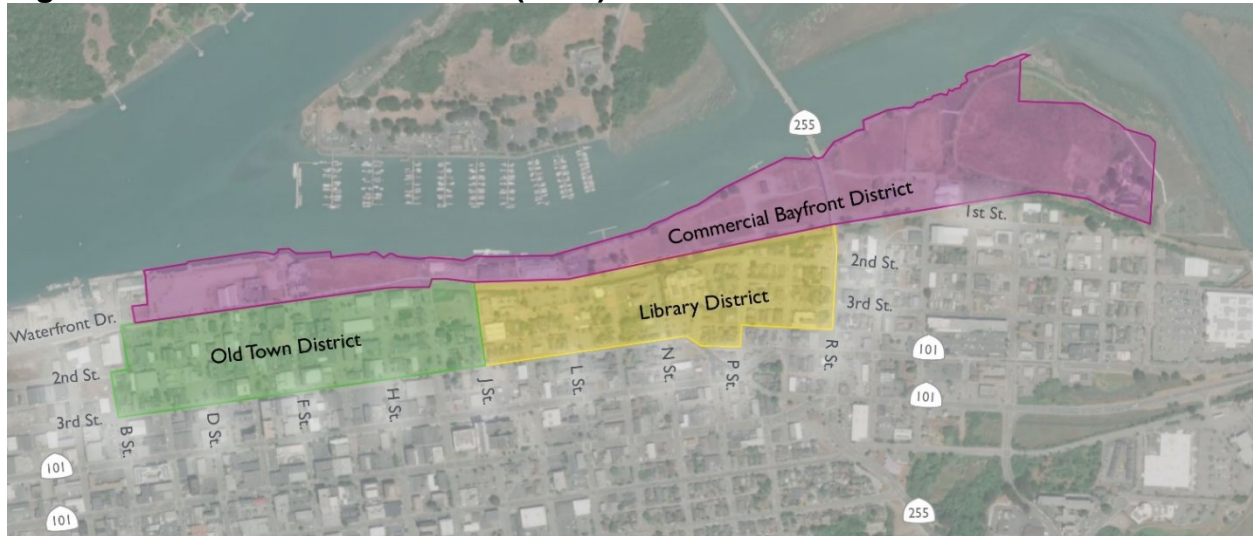 255
Commercial Bayfront District
1st St.
2nd St.
Library District
3rd St.
Waterfront Dr.
Old Town District
101
2nd St.
3rd St.
B St.
D St.
F St.
H St.
J St.
L St.
N St.
P St.
R St.
101
101
101
255